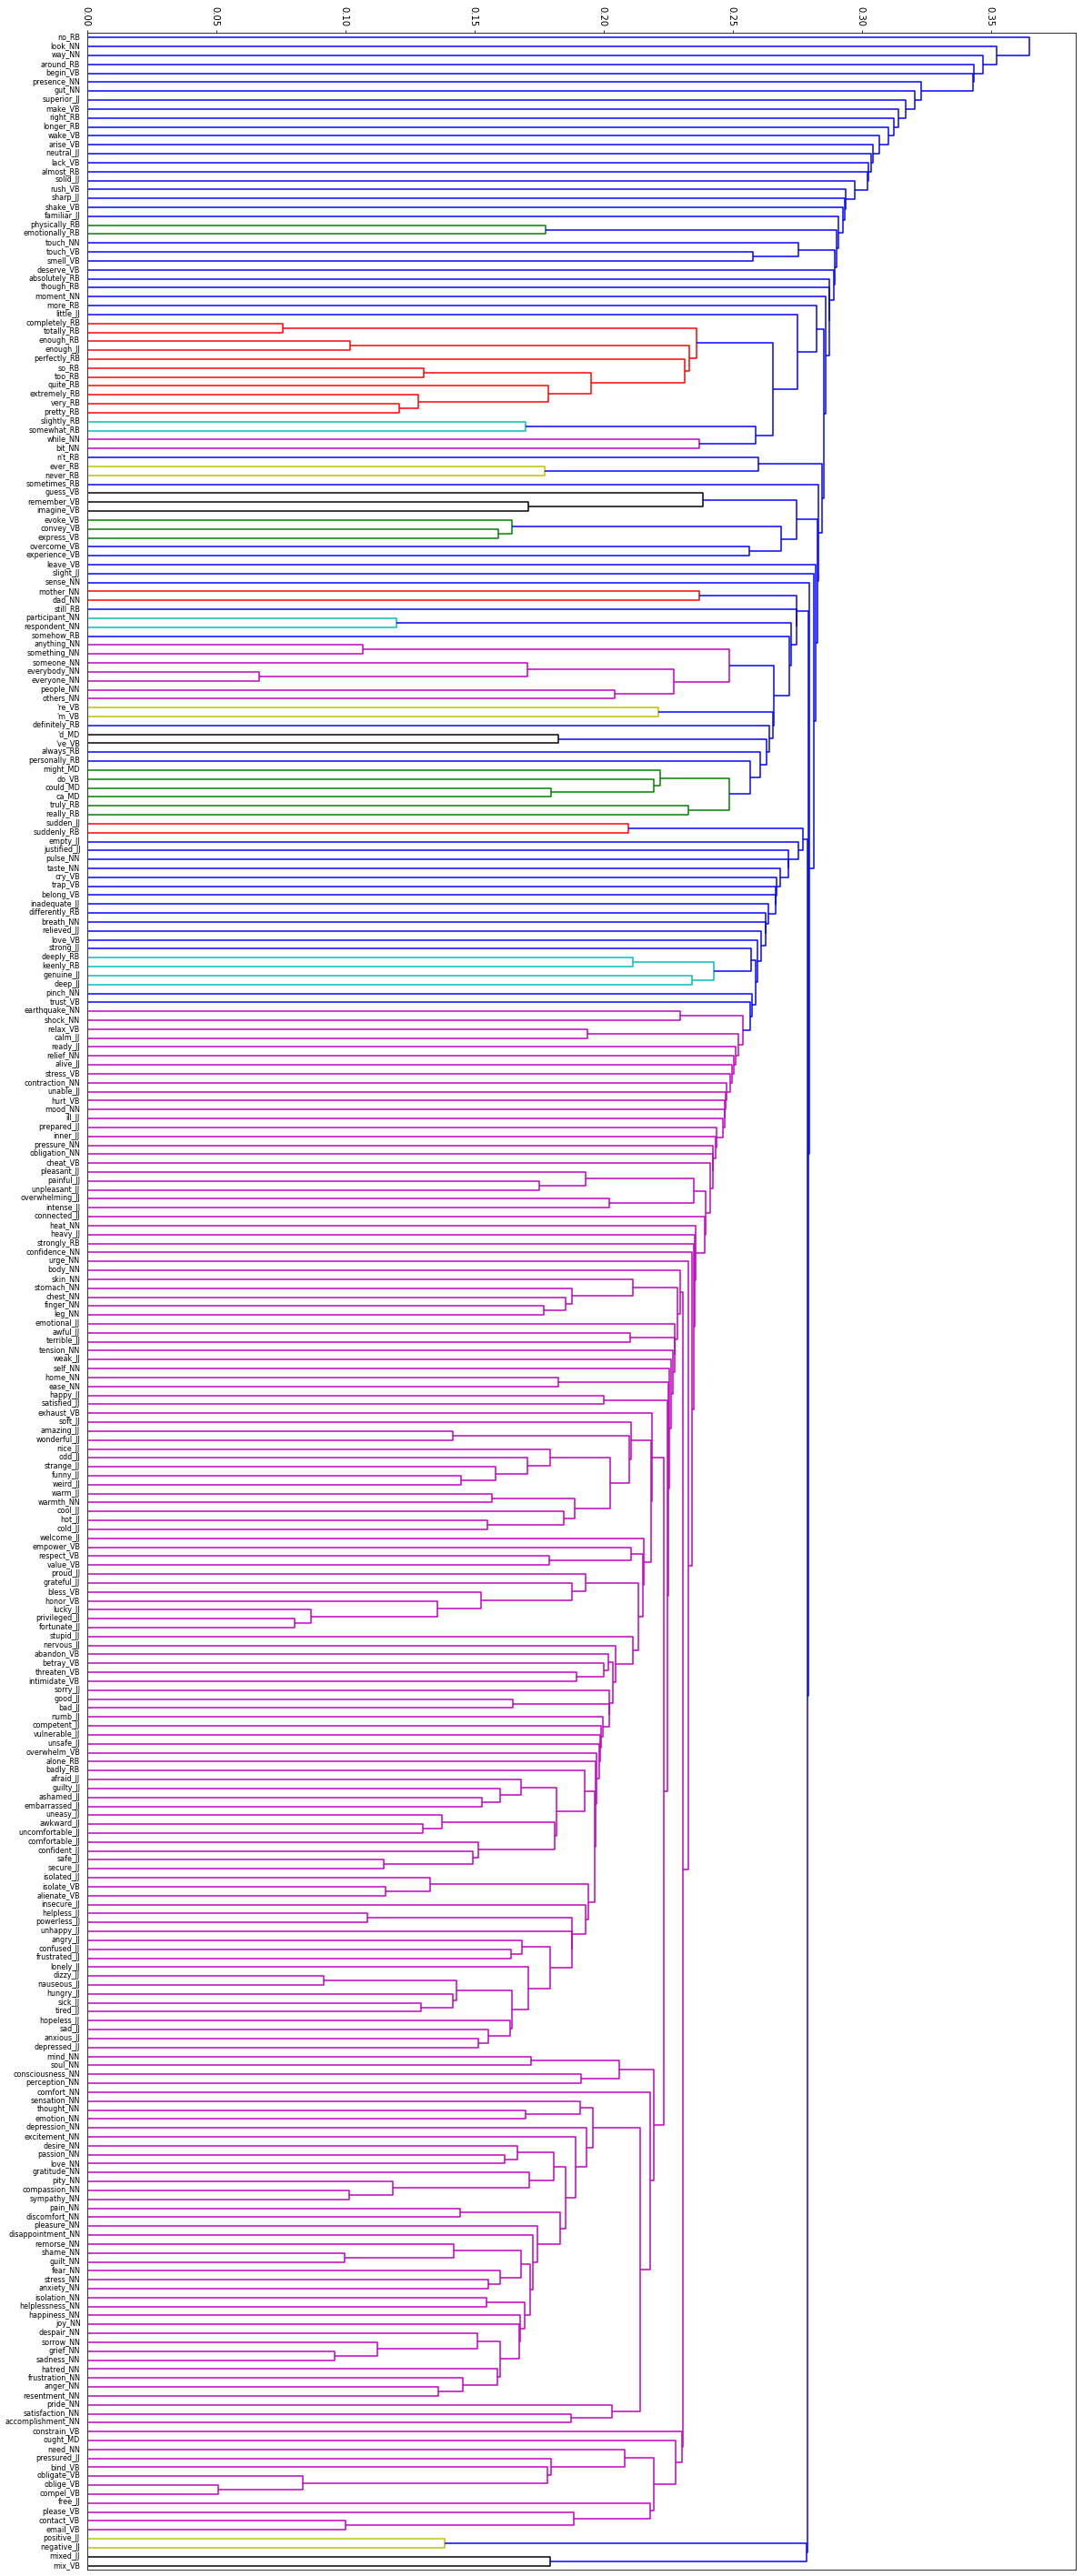 0.00
0.05
0.10
0.15
0.20
0.25
0.30
0.35
no_RB
look_NN
way_NN
around_RB
begin_VB
presence_NN
gut_NN
superior_JJ
make_VB
right_RB
longer_RB
wake_VB
arise_VB
neutral_JJ
lack_VB
almost_RB
solid_JJ
rush_VB
sharp_JJ
shake_VB
familiar_JJ
physically_RB
emotionally_RB
touch_NN
touch_VB
smell_VB
deserve_VB
absolutely_RB
though_RB
moment_NN
more_RB
little_JJ
completely_RB
totally_RB
enough_RB
enough_JJ
perfectly_RB
so_RB
too_RB
quite_RB
extremely_RB
very_RB
pretty_RB
slightly_RB
somewhat_RB
while_NN
bit_NN
n't_RB
ever_RB
never_RB
sometimes_RB
guess_VB
remember_VB
imagine_VB
evoke_VB
convey_VB
express_VB
overcome_VB
experience_VB
leave_VB
slight_JJ
sense_NN
mother_NN
dad_NN
still_RB
participant_NN
respondent_NN
somehow_RB
anything_NN
something_NN
someone_NN
everybody_NN
everyone_NN
people_NN
others_NN
're_VB
'm_VB
definitely_RB
'd_MD
've_VB
always_RB
personally_RB
might_MD
do_VB
could_MD
ca_MD
truly_RB
really_RB
sudden_JJ
suddenly_RB
empty_JJ
justified_JJ
pulse_NN
taste_NN
cry_VB
trap_VB
belong_VB
inadequate_JJ
differently_RB
breath_NN
relieved_JJ
love_VB
strong_JJ
deeply_RB
keenly_RB
genuine_JJ
deep_JJ
pinch_NN
trust_VB
earthquake_NN
shock_NN
relax_VB
calm_JJ
ready_JJ
relief_NN
alive_JJ
stress_VB
contraction_NN
unable_JJ
hurt_VB
mood_NN
ill_JJ
prepared_JJ
inner_JJ
pressure_NN
obligation_NN
cheat_VB
pleasant_JJ
painful_JJ
unpleasant_JJ
overwhelming_JJ
intense_JJ
connected_JJ
heat_NN
heavy_JJ
strongly_RB
confidence_NN
urge_NN
body_NN
skin_NN
stomach_NN
chest_NN
finger_NN
leg_NN
emotional_JJ
awful_JJ
terrible_JJ
tension_NN
weak_JJ
self_NN
home_NN
ease_NN
happy_JJ
satisfied_JJ
exhaust_VB
soft_JJ
amazing_JJ
wonderful_JJ
nice_JJ
odd_JJ
strange_JJ
funny_JJ
weird_JJ
warm_JJ
warmth_NN
cool_JJ
hot_JJ
cold_JJ
welcome_JJ
empower_VB
respect_VB
value_VB
proud_JJ
grateful_JJ
bless_VB
honor_VB
lucky_JJ
privileged_JJ
fortunate_JJ
stupid_JJ
nervous_JJ
abandon_VB
betray_VB
threaten_VB
intimidate_VB
sorry_JJ
good_JJ
bad_JJ
numb_JJ
competent_JJ
vulnerable_JJ
unsafe_JJ
overwhelm_VB
alone_RB
badly_RB
afraid_JJ
guilty_JJ
ashamed_JJ
embarrassed_JJ
uneasy_JJ
awkward_JJ
uncomfortable_JJ
comfortable_JJ
confident_JJ
safe_JJ
secure_JJ
isolated_JJ
isolate_VB
alienate_VB
insecure_JJ
helpless_JJ
powerless_JJ
unhappy_JJ
angry_JJ
confused_JJ
frustrated_JJ
lonely_JJ
dizzy_JJ
nauseous_JJ
hungry_JJ
sick_JJ
tired_JJ
hopeless_JJ
sad_JJ
anxious_JJ
depressed_JJ
mind_NN
soul_NN
consciousness_NN
perception_NN
comfort_NN
sensation_NN
thought_NN
emotion_NN
depression_NN
excitement_NN
desire_NN
passion_NN
love_NN
gratitude_NN
pity_NN
compassion_NN
sympathy_NN
pain_NN
discomfort_NN
pleasure_NN
disappointment_NN
remorse_NN
shame_NN
guilt_NN
fear_NN
stress_NN
anxiety_NN
isolation_NN
helplessness_NN
happiness_NN
joy_NN
despair_NN
sorrow_NN
grief_NN
sadness_NN
hatred_NN
frustration_NN
anger_NN
resentment_NN
pride_NN
satisfaction_NN
accomplishment_NN
constrain_VB
ought_MD
need_NN
pressured_JJ
bind_VB
obligate_VB
oblige_VB
compel_VB
free_JJ
please_VB
contact_VB
email_VB
positive_JJ
negative_JJ
mixed_JJ
mix_VB